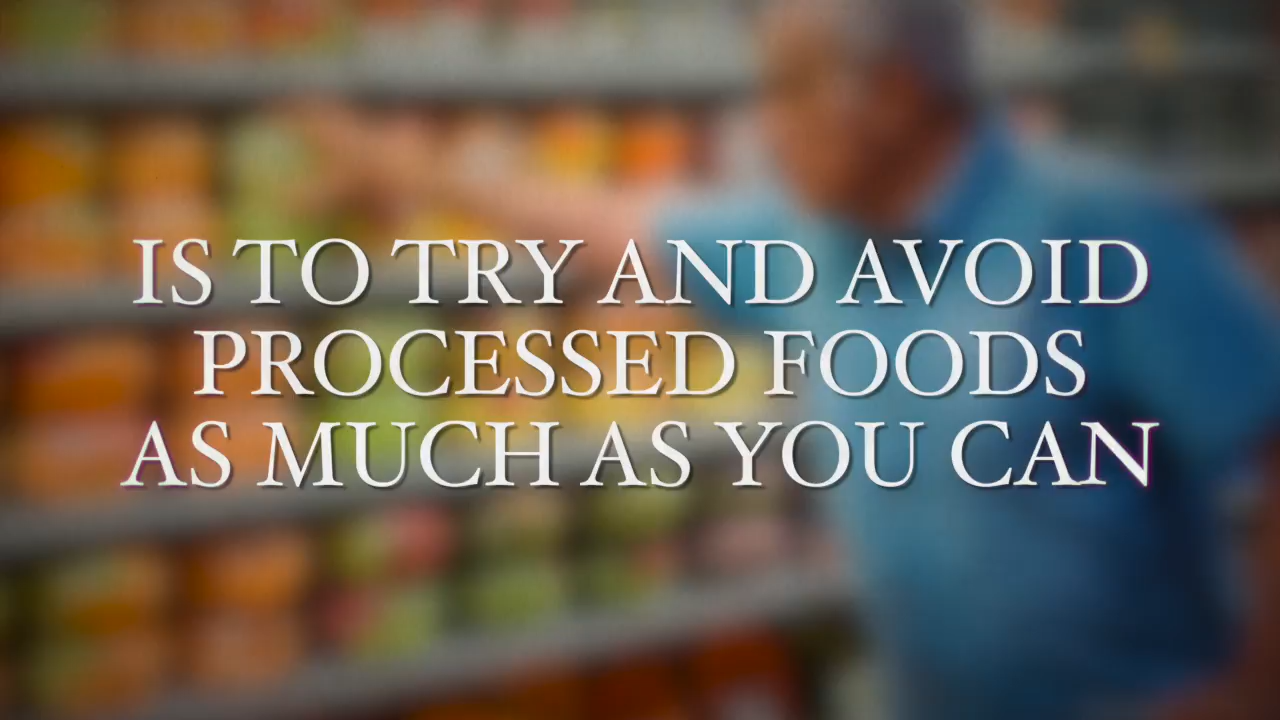 IS TO TRY AND AVOID
PROCESSED FOODS
AS MUCH AS YOU CAN